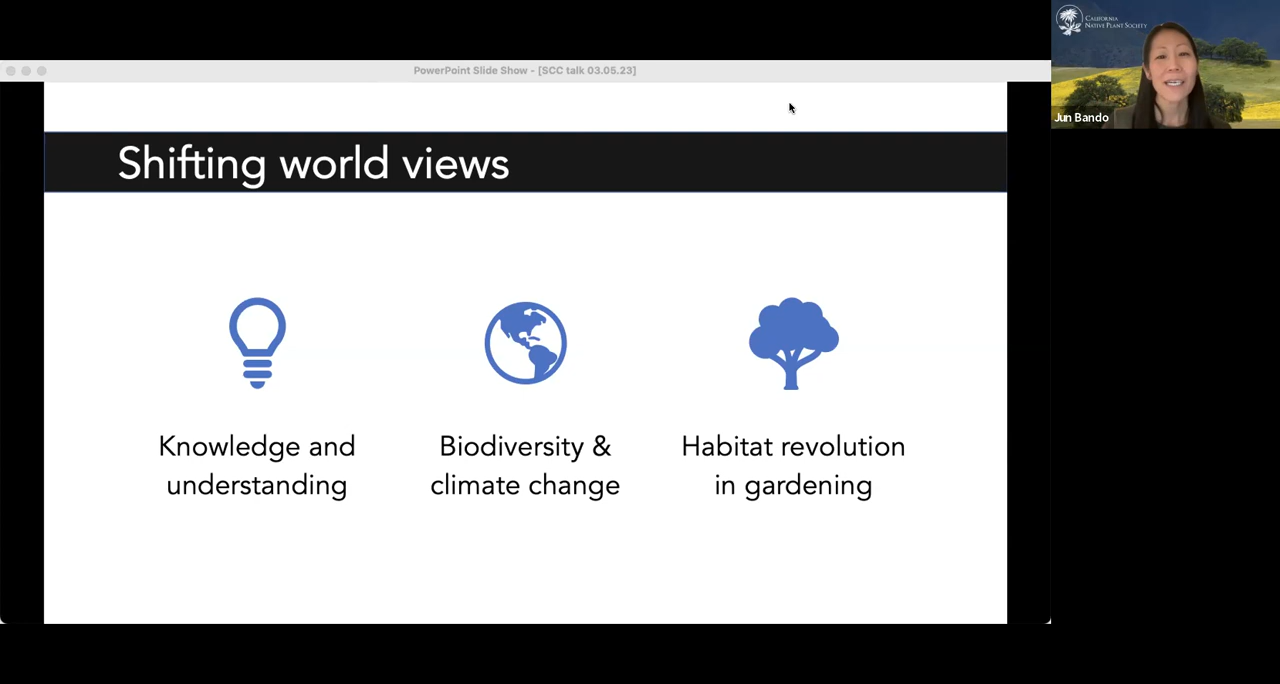 CALIFORNIA
NATIVE PLANT SOCIETY
Jun Bando
PowerPoint Slide Show - [SCC talk 03.05.23]
Shifting world views
Knowledge and
understanding
Biodiversity &
climate change
Habitat revolution
in gardening